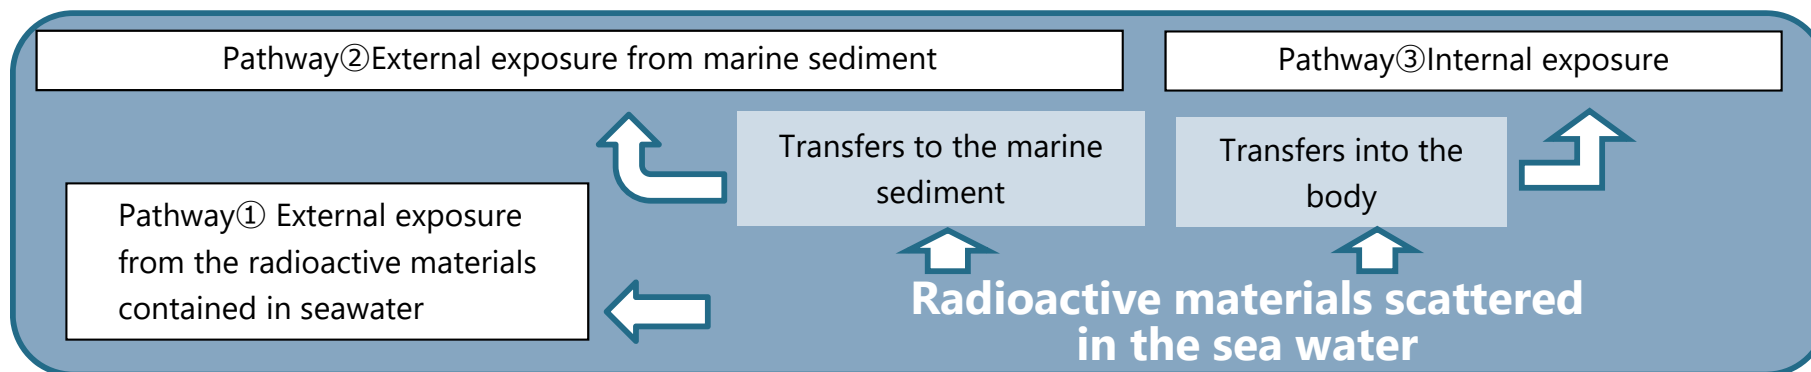 Pathway②External exposure from marine sediment
Pathway③Internal exposure
Transfers to the marine
sediment
Transfers into the
body
Pathway① External exposure
from the radioactive materials
contained in seawater
Radioactive materials scattered
in the sea water